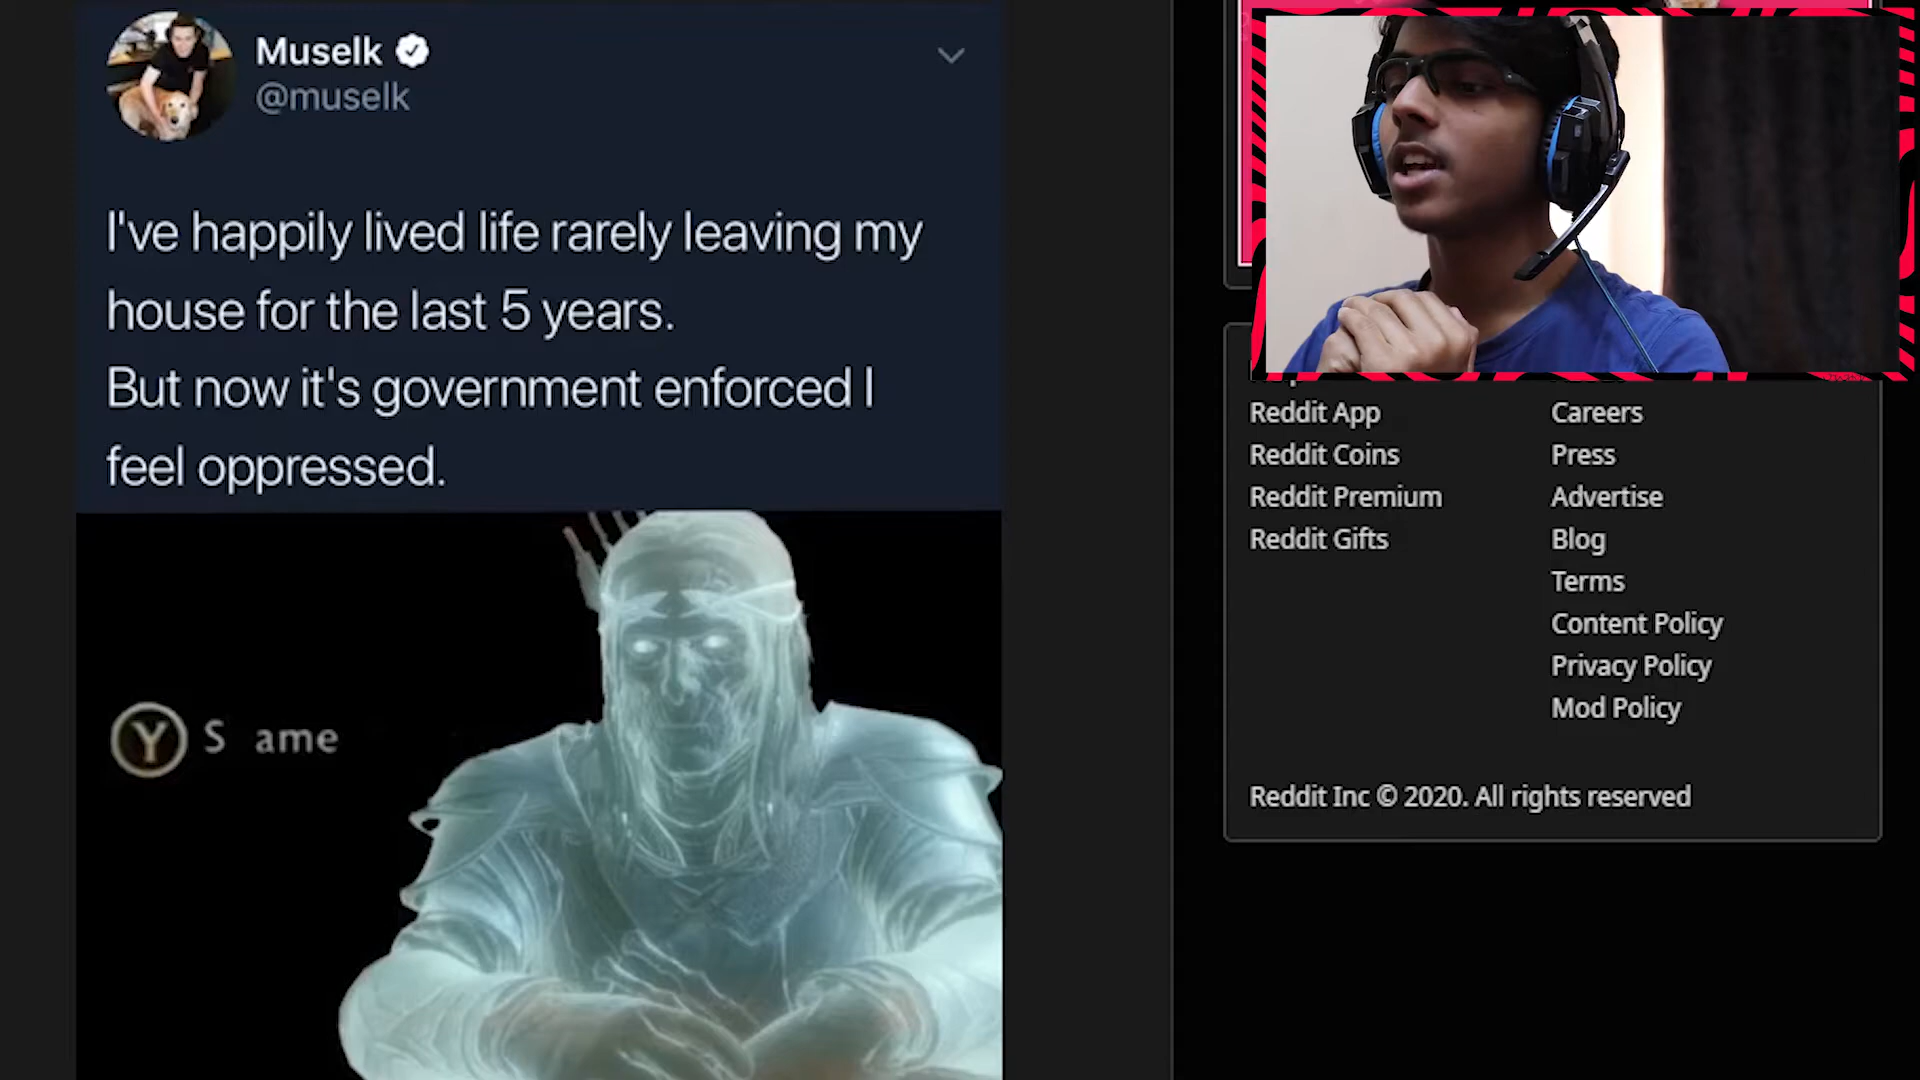 Muselk
@muselk
I've happily lived life rarely leaving my
house for the last 5 years.
But now it's government enforced I
feel oppressed.
Y S ame
Reddit App
Reddit Coins
Reddit Premium
Reddit Gifts
Careers
Press
Advertise
Blog
Terms
Content Policy
Privacy Policy
Mod Policy
Reddit Inc © 2020. All rights reserved